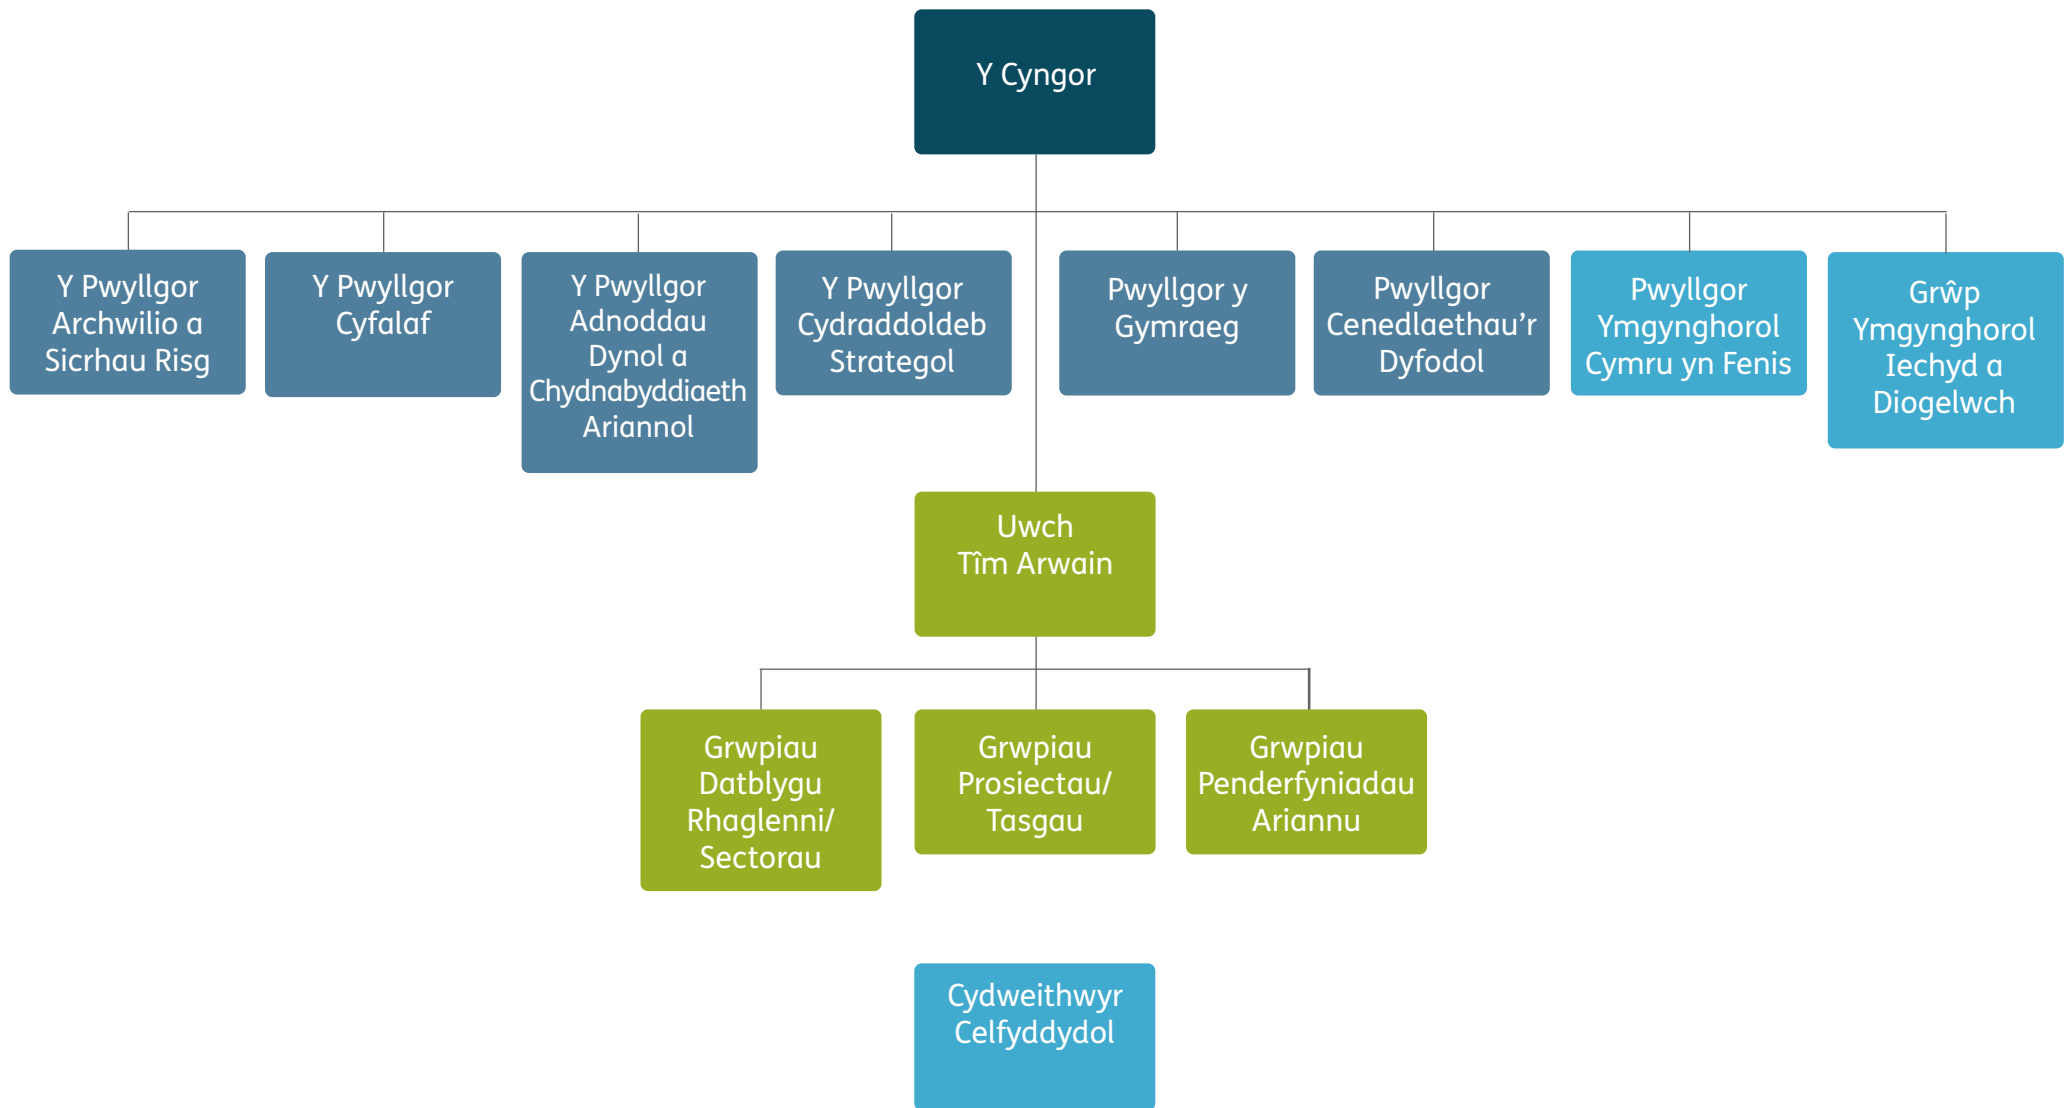 Y Cyngor
Y Pwyllgor
Archwilio a
Sicrhau Risg
Y Pwyllgor
Cyfalaf
Y Pwyllgor
Adnoddau
Dynol a
Chydnabyddiaeth
Ariannol
Y Pwyllgor
Cydraddoldeb
Strategol
Pwyllgor y
Gymraeg
Pwyllgor
Cenedlaethau’r
Dyfodol
Pwyllgor
Ymgynghorol
Cymru yn Fenis
Grŵp
Ymgynghorol
Iechyd a
Diogelwch
Uwch
Tîm Arwain
Grwpiau
Datblygu
Rhaglenni/
Sectorau
Grwpiau
Prosiectau/
Tasgau
Grwpiau
Penderfyniadau
Ariannu
Cydweithwyr
Celfyddydol